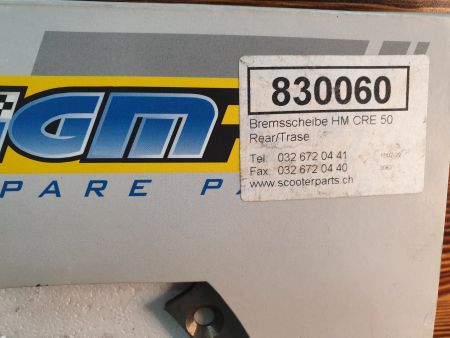 830060
Bremsscheibe HM CRE 50
Rear/Trase
Tel. 032 672 04 41
Fax. 032 672 04 40
www.scooterparts.ch
GM
PARE PA